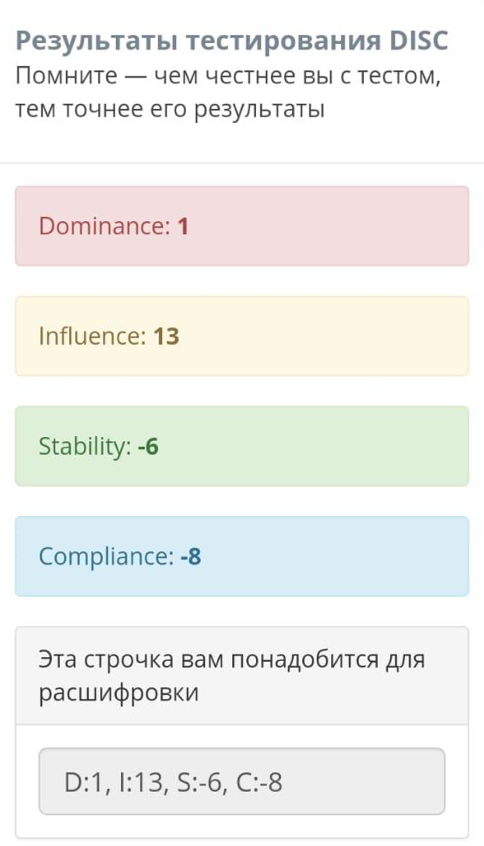 Результаты тестирования DISC
Помните — чем честнее вы с тестом,
тем точнее его результаты
Dominance: 1
Influence: 13
Stability: -6
Compliance: -8
Эта строчка вам понадобится для
расшифровки
D:1, I:13, S:-6, C:-8